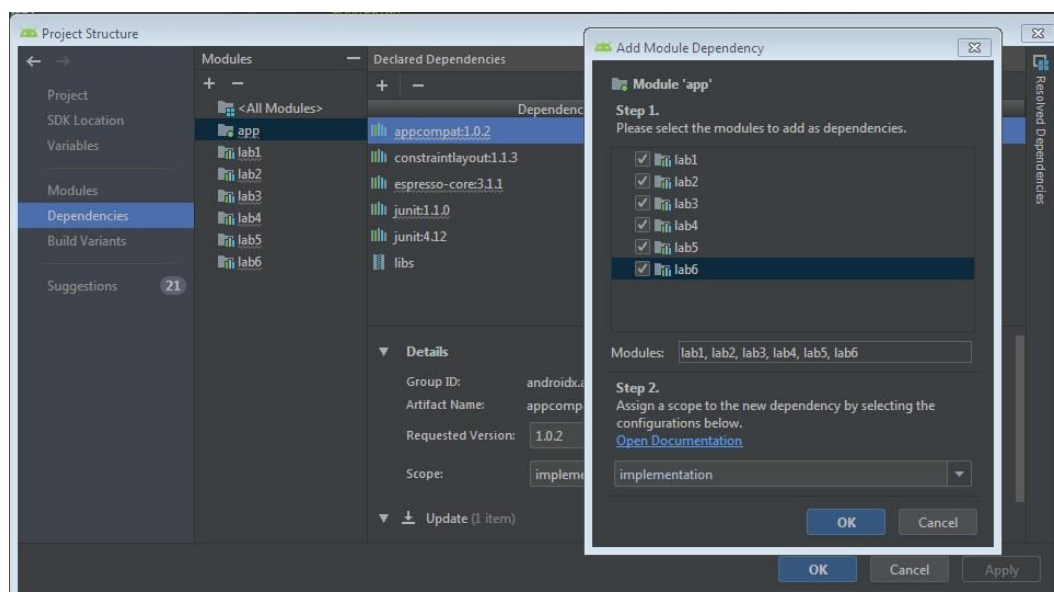 Project Structure
Project
SDK Location
Variables
Modules
Dependencies
Build Variants
Suggestions 21
Modules
<All Modules>
app
lab1
lab2
lab3
lab4
lab5
lab6
Declared Dependencies
Dependenc
appcompat:1.0.2
constraintlayout:1.1.3
espresso-core:3.1.1
junit:1.1.0
junit:4.12
libs
Details
Group ID: androidx.a
Artifact Name: appcomp
Requested Version: 1.0.2
Scope: impleme
Update (1 item)
Resolved Dependencies
OK Cancel Apply
Add Module Dependency
Module 'app'
Step 1.
Please select the modules to add as dependencies.
lab1
lab2
lab3
lab4
lab5
lab6
Modules: lab1, lab2, lab3, lab4, lab5, lab6
Step 2.
Assign a scope to the new dependency by selecting the
configurations below.
Open Documentation
implementation
OK Cancel